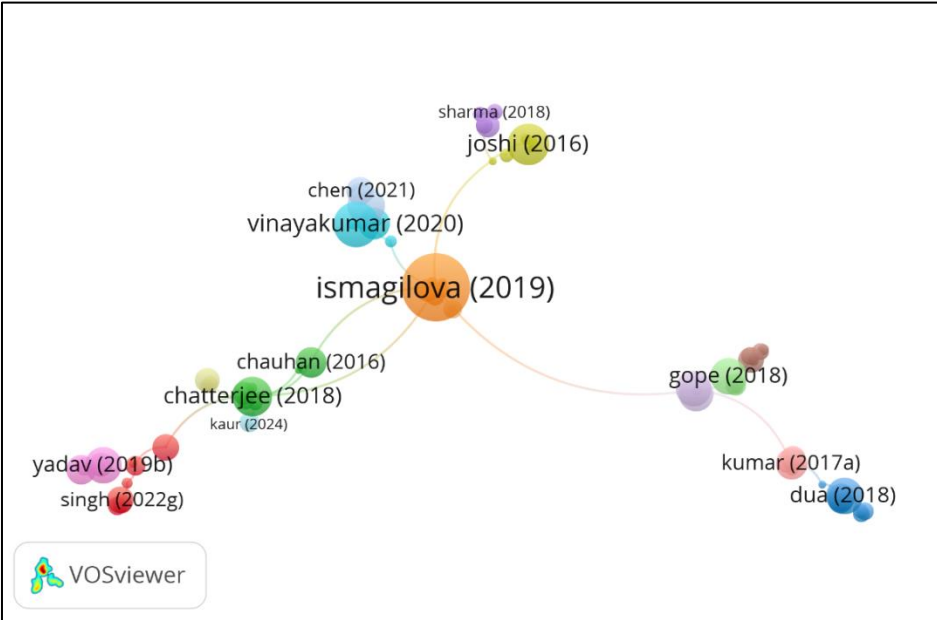 sharma (2018)
joshi (2016)
chen (2021)
vinayakumar (2020)
ismagilova (2019)
chauhan (2016)
gope (2018)
chatterjee (2018)
kaur (2024)
yadav (2019b)
kumar (2017a)
singh (2022g)
dua (2018)
VOSviewer